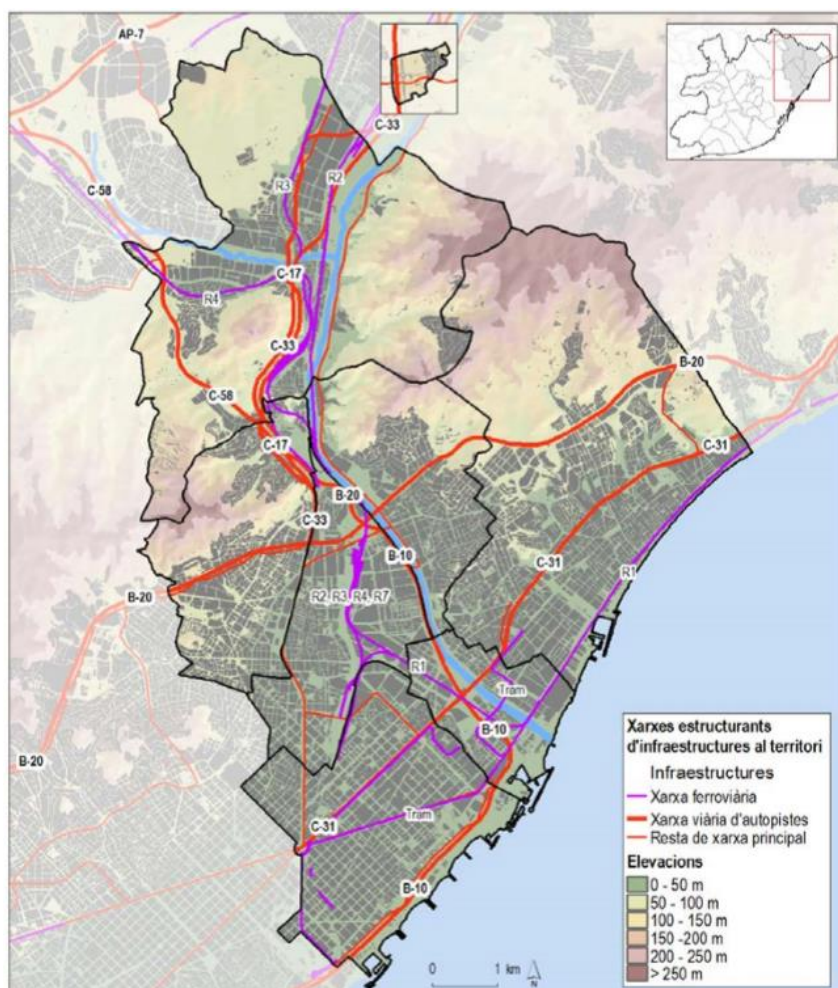 AP-7
C-33
C-58
R3
R2
C-17
R4
C-33
B-20
C-58
C-31
C-17
B-20
C-33
B-10
C-31
R1
B-20
R2, R3, R4, R7
R1
Tram
B-10
B-20
Tram
C-31
B-10
0 1 km
N
Xarxes estructurants
d'infraestructures al territori
Infraestructures
Xarxa ferroviària
Xarxa viària d'autopistes
Resta de xarxa principal
Elevacions
0 - 50 m
50 - 100 m
100 - 150 m
150 -200 m
200 - 250 m
> 250 m